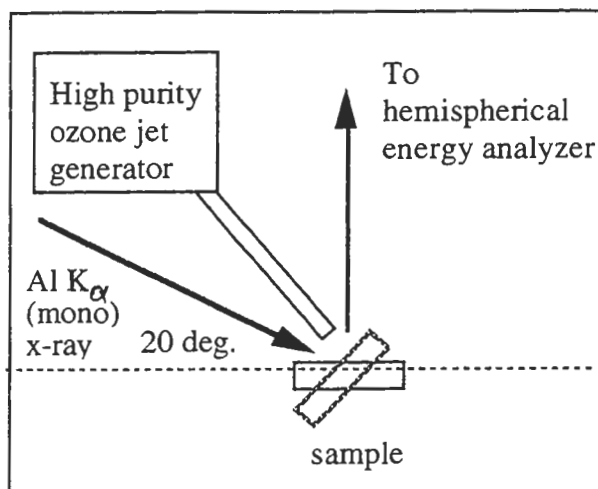 High purity
ozone jet
generator
To
hemispherical
energy analyzer
Al Kα
(mono)
x-ray
20 deg.
sample